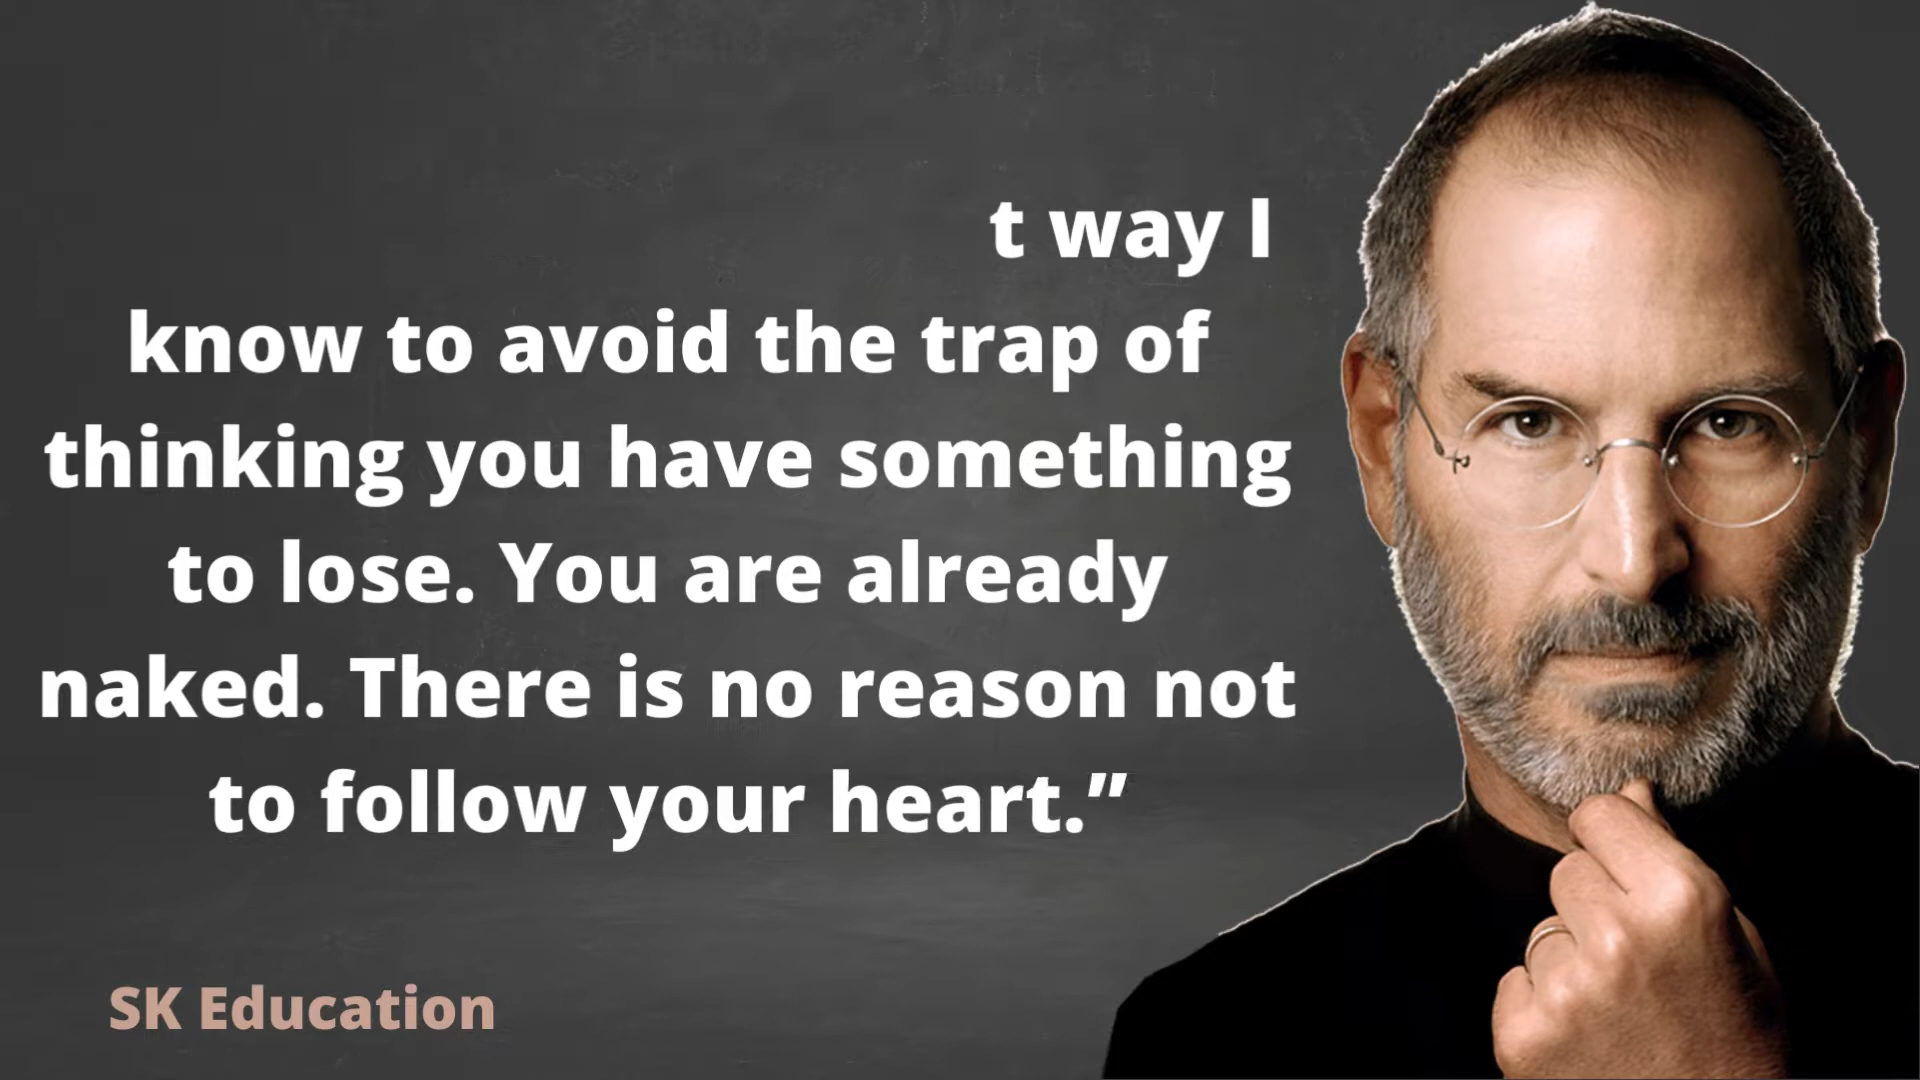 t way I
know to avoid the trap of
thinking you have something
to lose. You are already
naked. There is no reason not
to follow your heart.”
SK Education